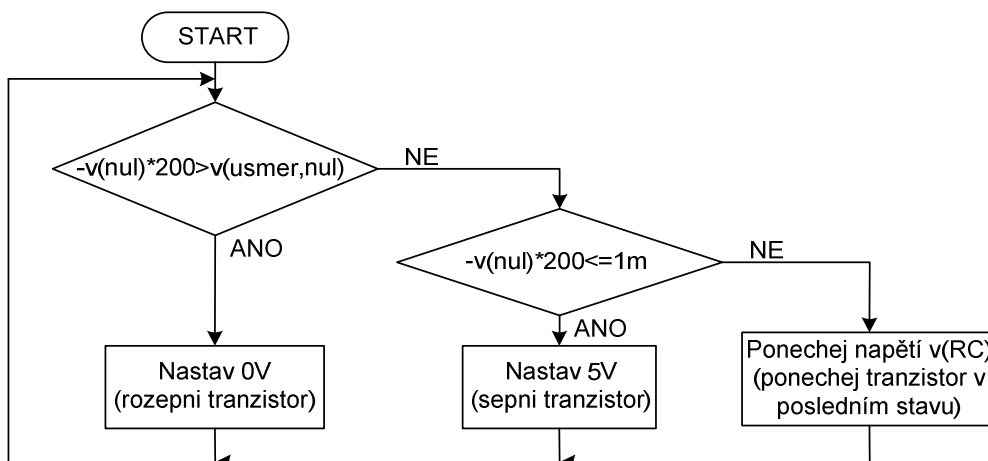 START
-v(nul)*200>v(usmer,nul)
NE
ANO
-v(nul)*200<=1m
NE
ANO
Nastav 0V
(rozepni tranzistor)
Nastav 5V
(sepni tranzistor)
Ponechej napětí v(RC)
(ponechej tranzistor v
posledním stavu)